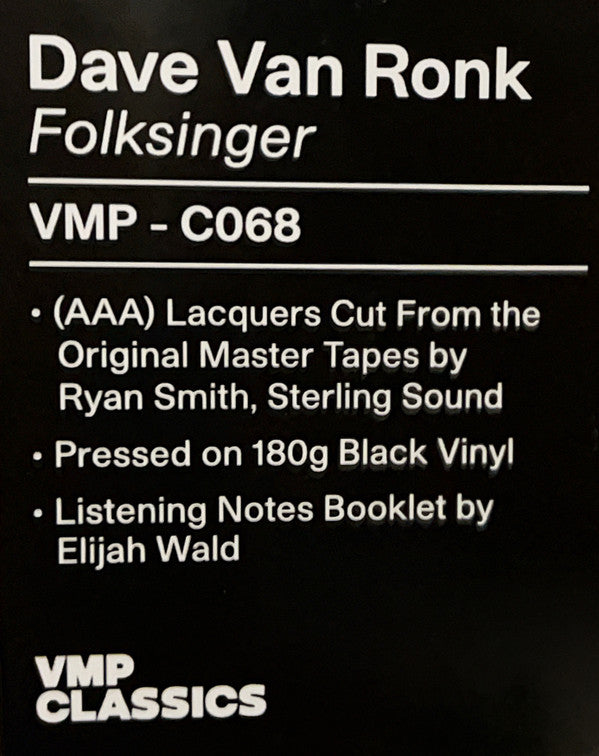 Dave Van Ronk
Folksinger
VMP - C068
• (AAA) Lacquers Cut From the
Original Master Tapes by
Ryan Smith, Sterling Sound
• Pressed on 180g Black Vinyl
• Listening Notes Booklet by
Elijah Wald
VMP
CLASSICS